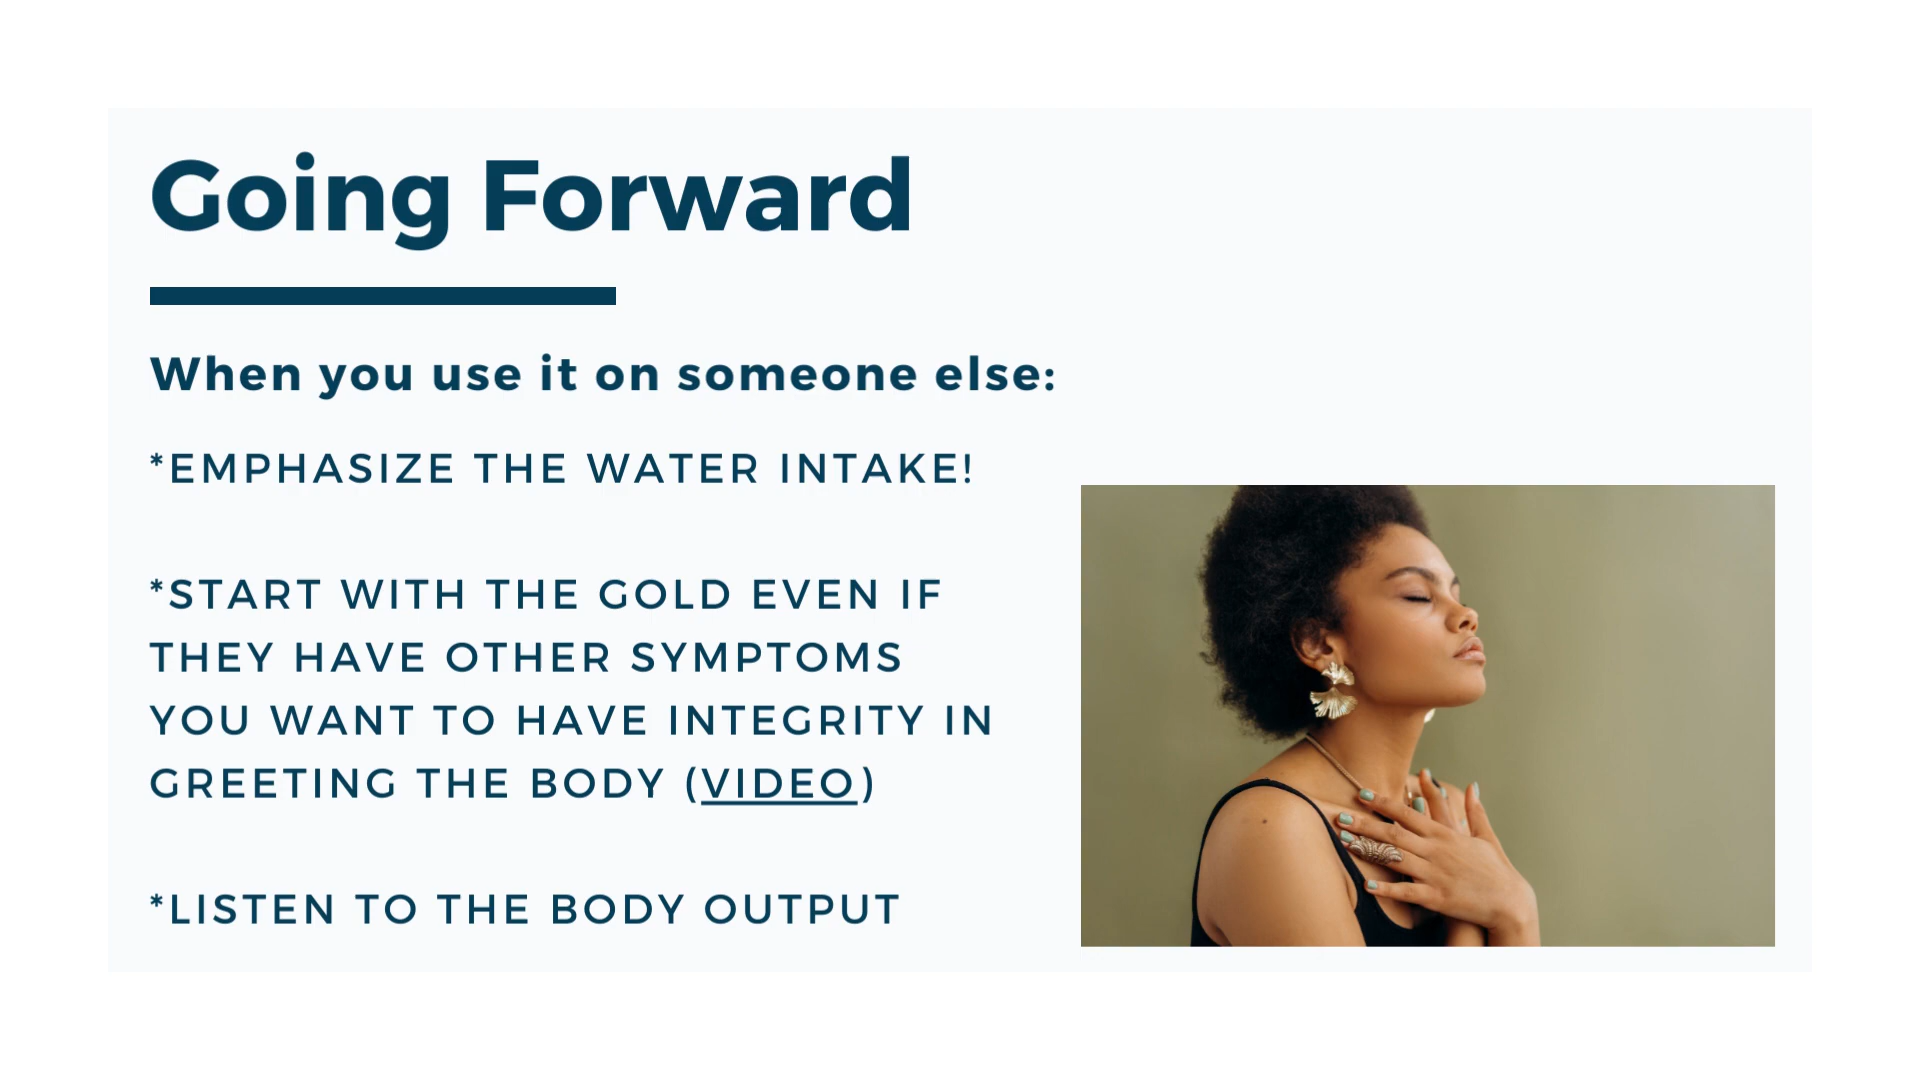 Going Forward
When you use it on someone else:
*EMPHASIZE THE WATER INTAKE!
*START WITH THE GOLD EVEN IF
THEY HAVE OTHER SYMPTOMS
YOU WANT TO HAVE INTEGRITY IN
GREETING THE BODY (VIDEO)
*LISTEN TO THE BODY OUTPUT